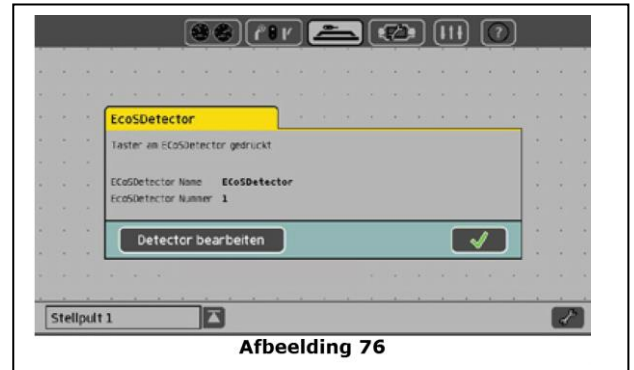 EcoSDetector
Taster am ECoSDetector gedrückt
ECoSDetector Name ECoSDetector
EcoSDetector Nummer 1
Detector bearbeiten
Stellpult 1
Afbeelding 76